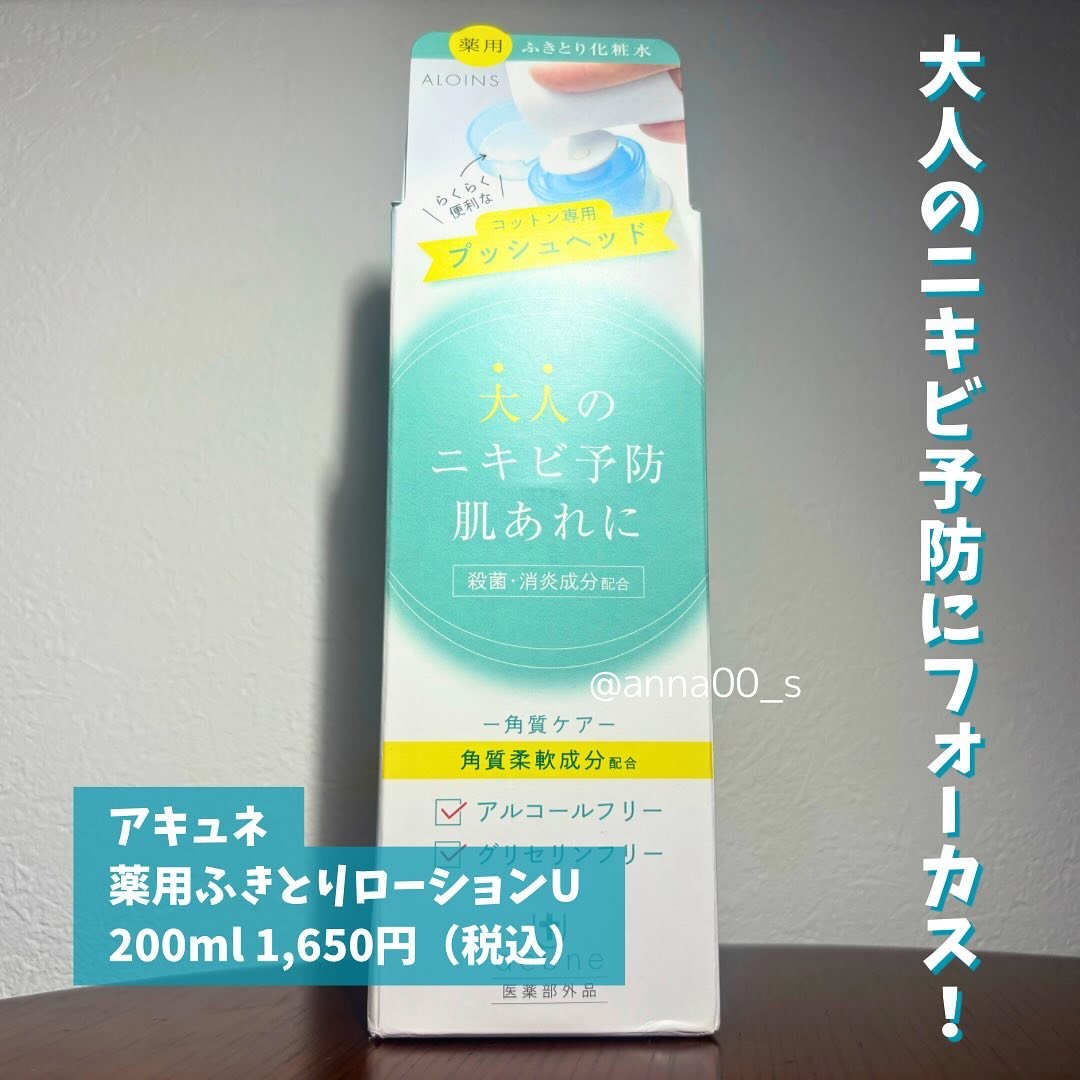 薬用 ふきとり化粧水
ALOINS
らくらく
便利な
コットン専用
プッシュヘッド
大人の
ニキビ予防
肌あれに
殺菌・消炎成分配合
@anna00_s
ー角質ケアー
角質柔軟成分配合
アルコールフリー
グリセリンフリー
acune
医薬部外品
アキュネ
薬用ふきとりローションU
200ml 1,650円（税込）
大人のニキビ予防にフォーカス！